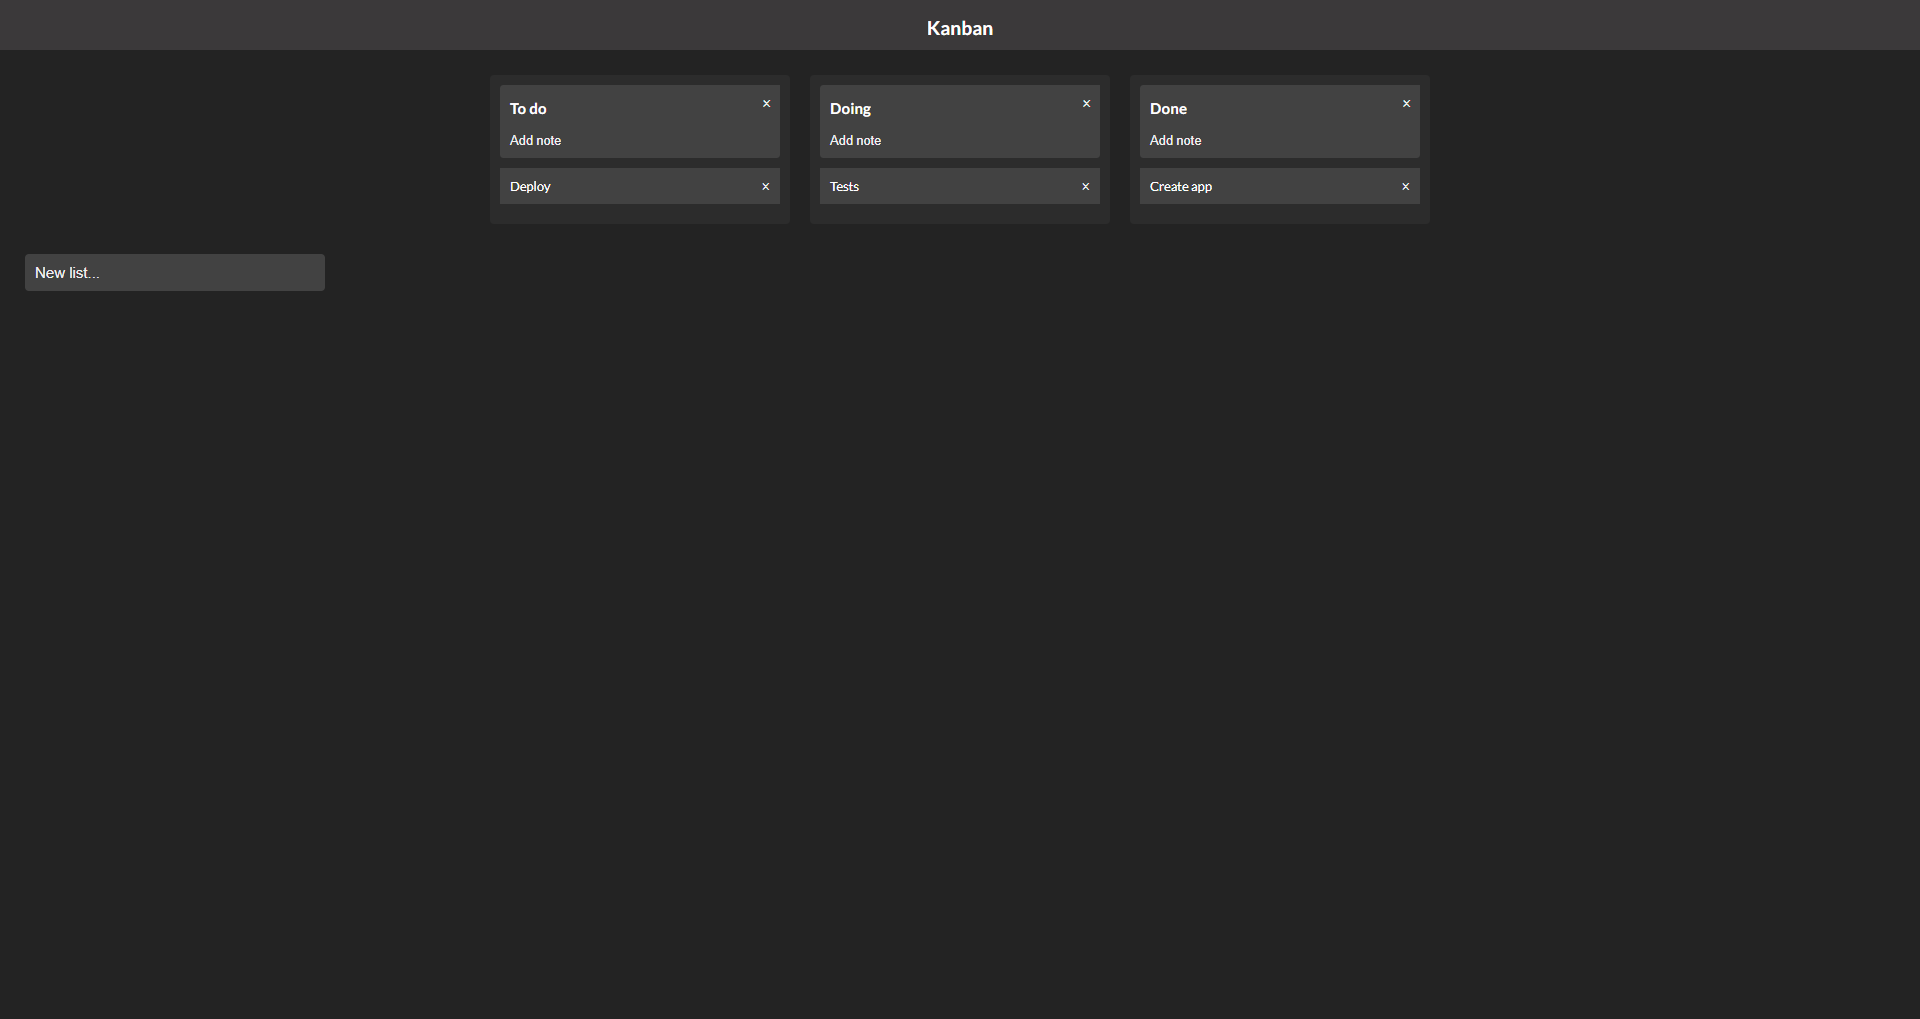 Kanban
To do ×
Add note
Deploy ×
Doing ×
Add note
Tests ×
Done ×
Add note
Create app ×
New list...